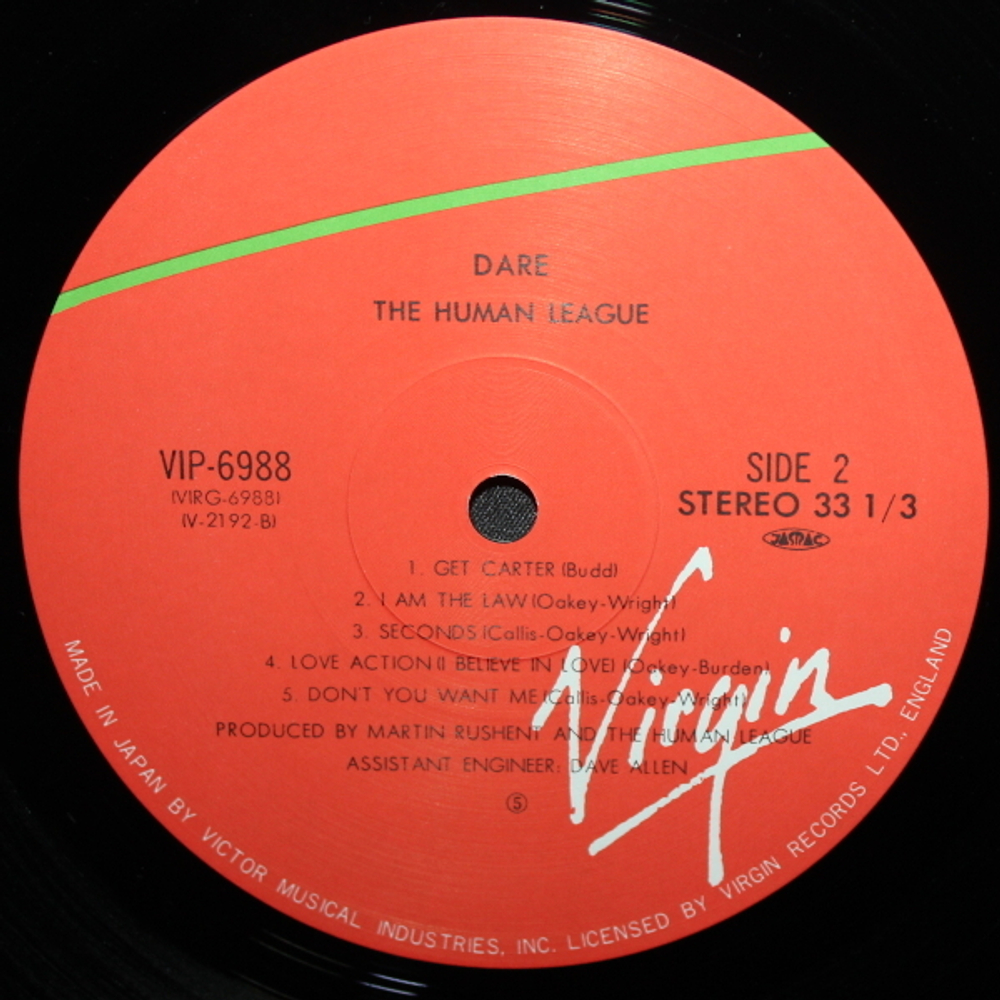 DARE
THE HUMAN LEAGUE
VIP-6988
(VIRG-6988)
(V-2192-B)
SIDE 2
STEREO 33 1/3
JASRAC
1. GET CARTER (Budd)
2. I AM THE LAW (Oakey-Wright)
3. SECONDS (Callis-Oakey-Wright)
4. LOVE ACTION (I BELIEVE IN LOVE) (Oakey-Burden)
5. DON'T YOU WANT ME (Callis-Oakey-Wright)
PRODUCED BY MARTIN RUSHENT AND THE HUMAN LEAGUE
ASSISTANT ENGINEER: DAVE ALLEN
Ⓢ
Virgin
MADE IN JAPAN BY VICTOR MUSICAL INDUSTRIES, INC. LICENSED BY VIRGIN RECORDS LTD., ENGLAND